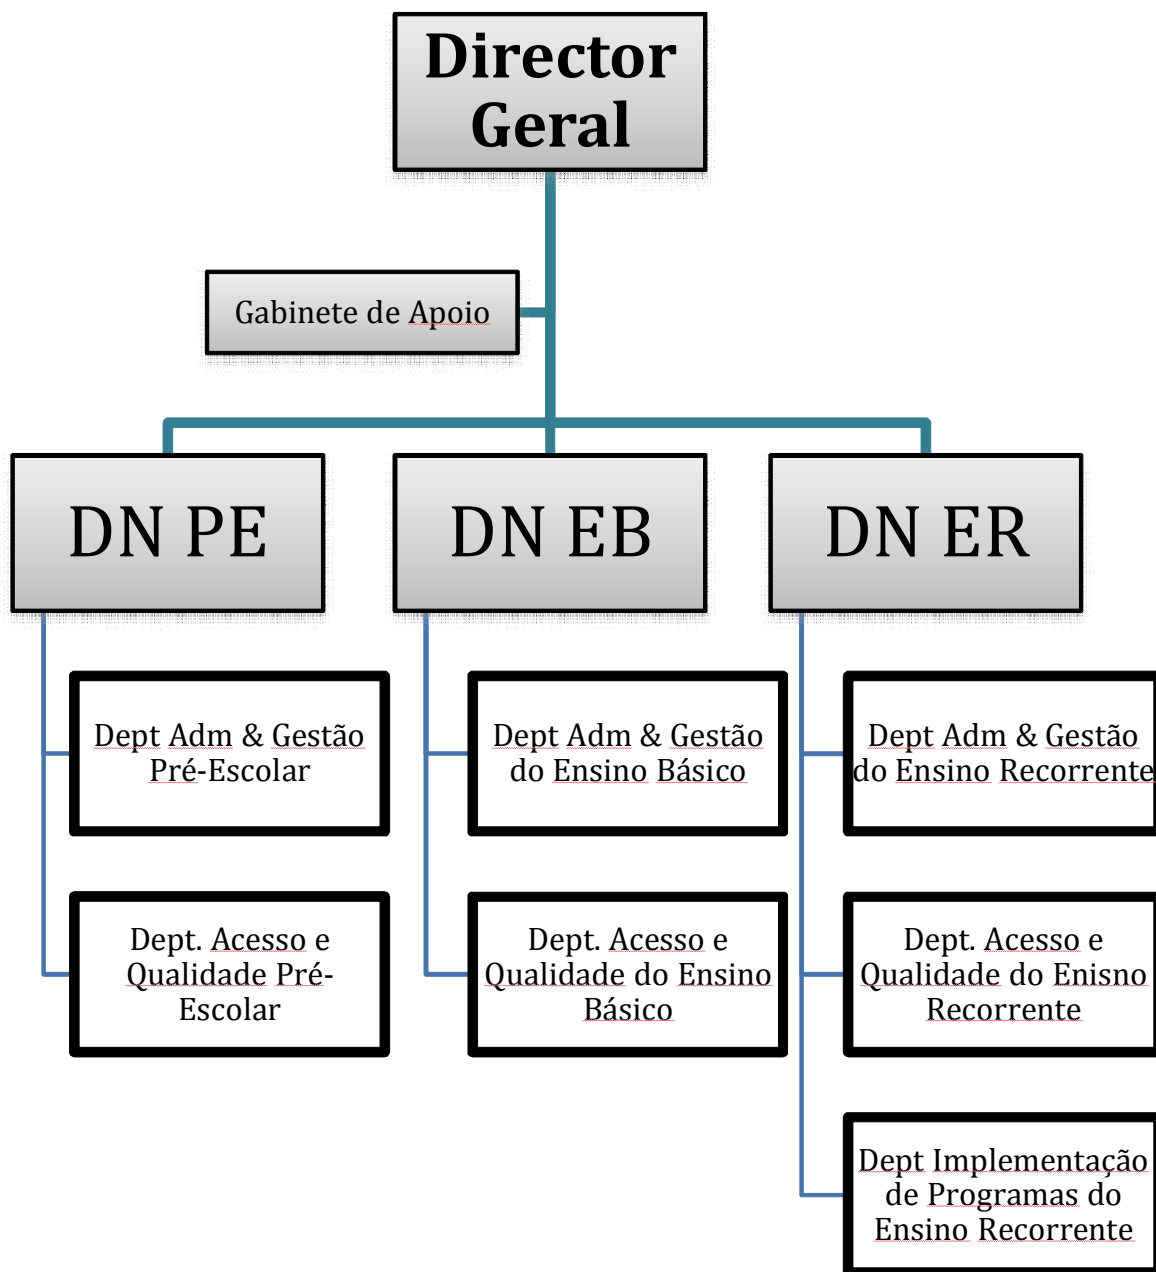 Director
Geral
Gabinete de Apoio
DN PE
DN EB
DN ER
Dept Adm & Gestão
Pré-Escolar
Dept Adm & Gestão
do Ensino Básico
Dept Adm & Gestão
do Ensino Recorrente
Dept. Acesso e
Qualidade Pré-
Escolar
Dept. Acesso e
Qualidade do Ensino
Básico
Dept. Acesso e
Qualidade do Enisno
Recorrente
Dept Implementação
de Programas do
Ensino Recorrente